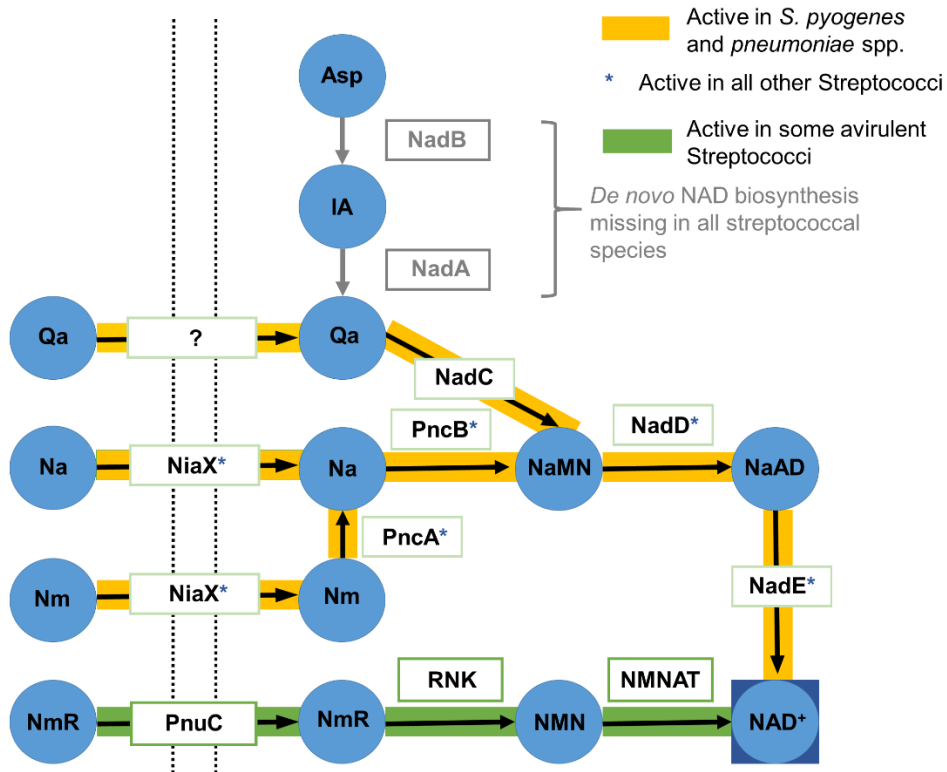 Active in S. pyogenes
and pneumoniae spp.
* Active in all other Streptococci
Active in some avirulent
Streptococci
Asp
NadB
IA
De novo NAD biosynthesis
missing in all streptococcal
species
NadA
Qa
?
Qa
NadC
PncB*
NadD*
Na
NiaX*
Na
NaMN
NaAD
PncA*
Nm
NiaX*
Nm
NadE*
RNK
NMNAT
NmR
PnuC
NmR
NMN
NAD⁺